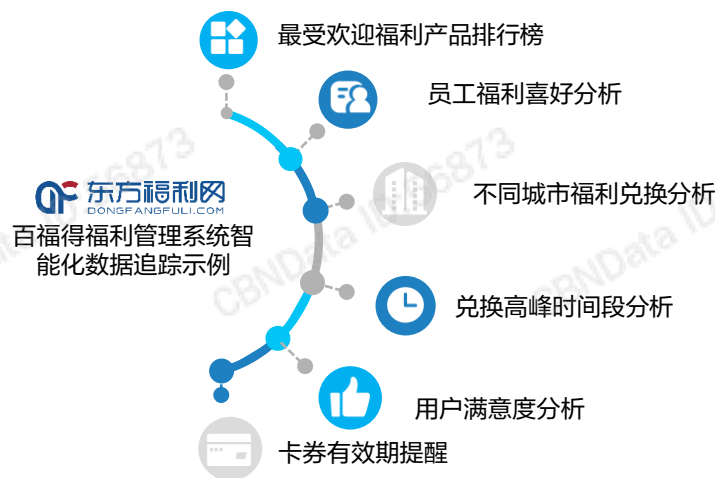 最受欢迎福利产品排行榜
员工福利喜好分析
不同城市福利兑换分析
东方福利网
DONGFANGFULI.COM
百福得福利管理系统智
能化数据追踪示例
兑换高峰时间段分析
用户满意度分析
卡券有效期提醒